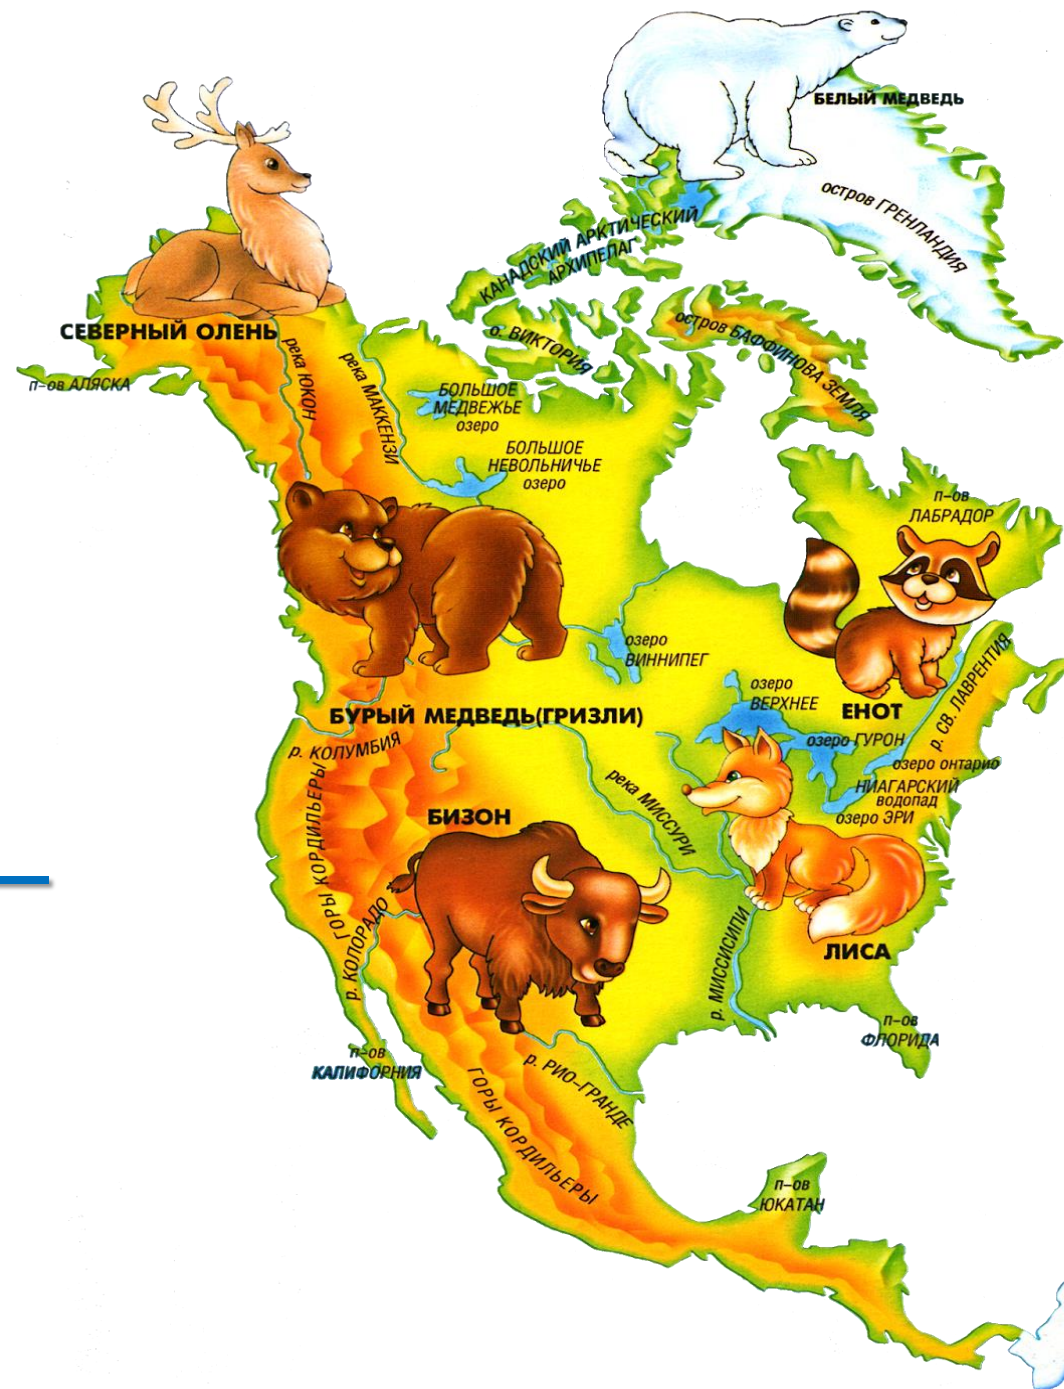 БЕЛЫЙ МЕДВЕДЬ
остров ГРЕНЛАНДИЯ
КАНАДСКИЙ АРКТИЧЕСКИЙ
АРХИПЕЛАГ
СЕВЕРНЫЙ ОЛЕНЬ
п-ов АЛЯСКА
река ЮКОН
река МАККЕНЗИ
о. ВИКТОРИЯ
остров БАФФИНОВА ЗЕМЛЯ
БОЛЬШОЕ
МЕДВЕЖЬЕ
озеро
БОЛЬШОЕ
НЕВОЛЬНИЧЬЕ
озеро
п-ов
ЛАБРАДОР
озеро
ВИННИПЕГ
озеро
ВЕРХНЕЕ
ЕНОТ
р. СВ. ЛАВРЕНТИЯ
БУРЫЙ МЕДВЕДЬ(ГРИЗЛИ)
р. КОЛУМБИЯ
озеро ГУРОН
озеро онтарио
НИАГАРСКИЙ
водопад
озеро ЭРИ
река МИССУРИ
БИЗОН
ГОРЫ КОРДИЛЬЕРЫ
р. КОЛОРАДО
р. МИССИСИПИ
ЛИСА
п-ов
ФЛОРИДА
п-ов
КАЛИФОРНИЯ
р. РИО-ГРАНДЕ
ГОРЫ КОРДИЛЬЕРЫ
п-ов
ЮКАТАН